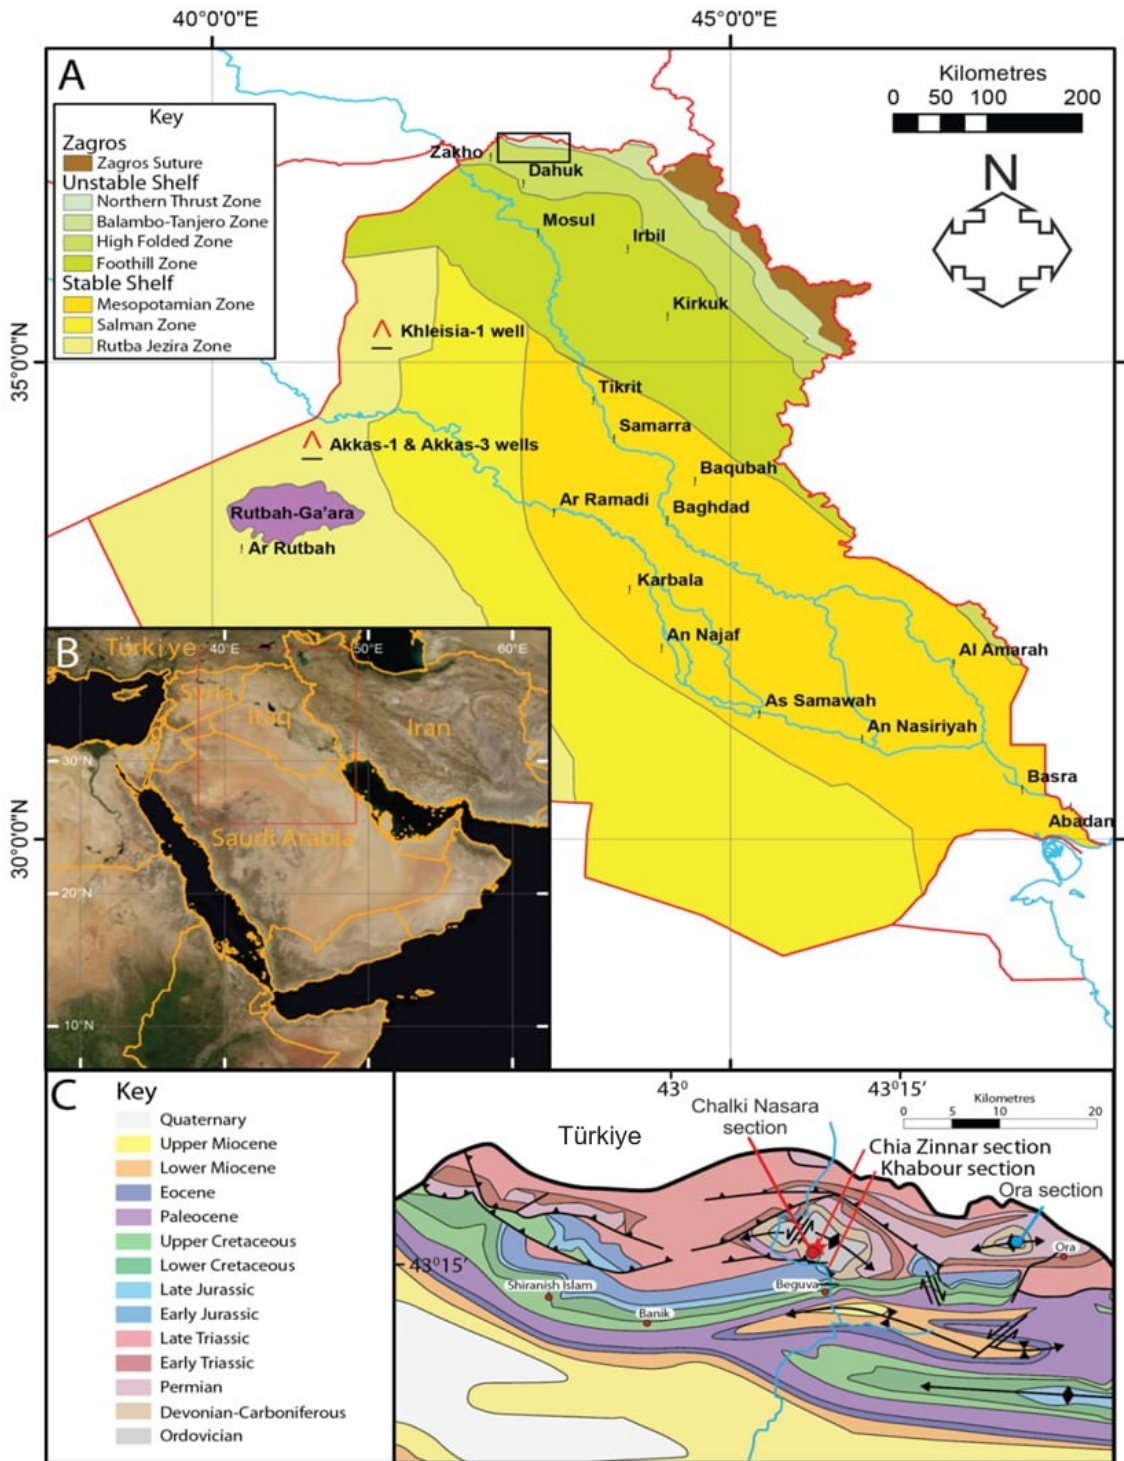 40°0'0"E
45°0'0"E
A
Kilometres
0 50 100 200
N
Key
Zagros
Zagros Suture
Unstable Shelf
Northern Thrust Zone
Balambo-Tanjero Zone
High Folded Zone
Foothill Zone
Stable Shelf
Mesopotamian Zone
Salman Zone
Rutba Jezira Zone
35°0'0"N
30°0'0"N
Zakho
Dahuk
Mosul
Irbil
Kirkuk
Khleisia-1 well
Tikrit
Samarra
Akkas-1 & Akkas-3 wells
Baqubah
Ar Ramadi
Baghdad
Rutbah-Ga'ara
Ar Rutbah
Karbala
An Najaf
Al Amarah
As Samawah
An Nasiriyah
Basra
Abadan
B
Türkiye
40°E
50°E
60°E
Syria
Iraq
Iran
30°N
Saudi Arabia
20°N
10°N
C
Key
Quaternary
Upper Miocene
Lower Miocene
Eocene
Paleocene
Upper Cretaceous
Lower Cretaceous
Late Jurassic
Early Jurassic
Late Triassic
Early Triassic
Permian
Devonian-Carboniferous
Ordovician
43°
43°15'
Kilometres
0 5 10 20
Chalki Nasara
section
Türkiye
Chia Zinnar section
Khabour section
Ora section
Ora
43°15'
Shiranish Islam
Beguva
Banik